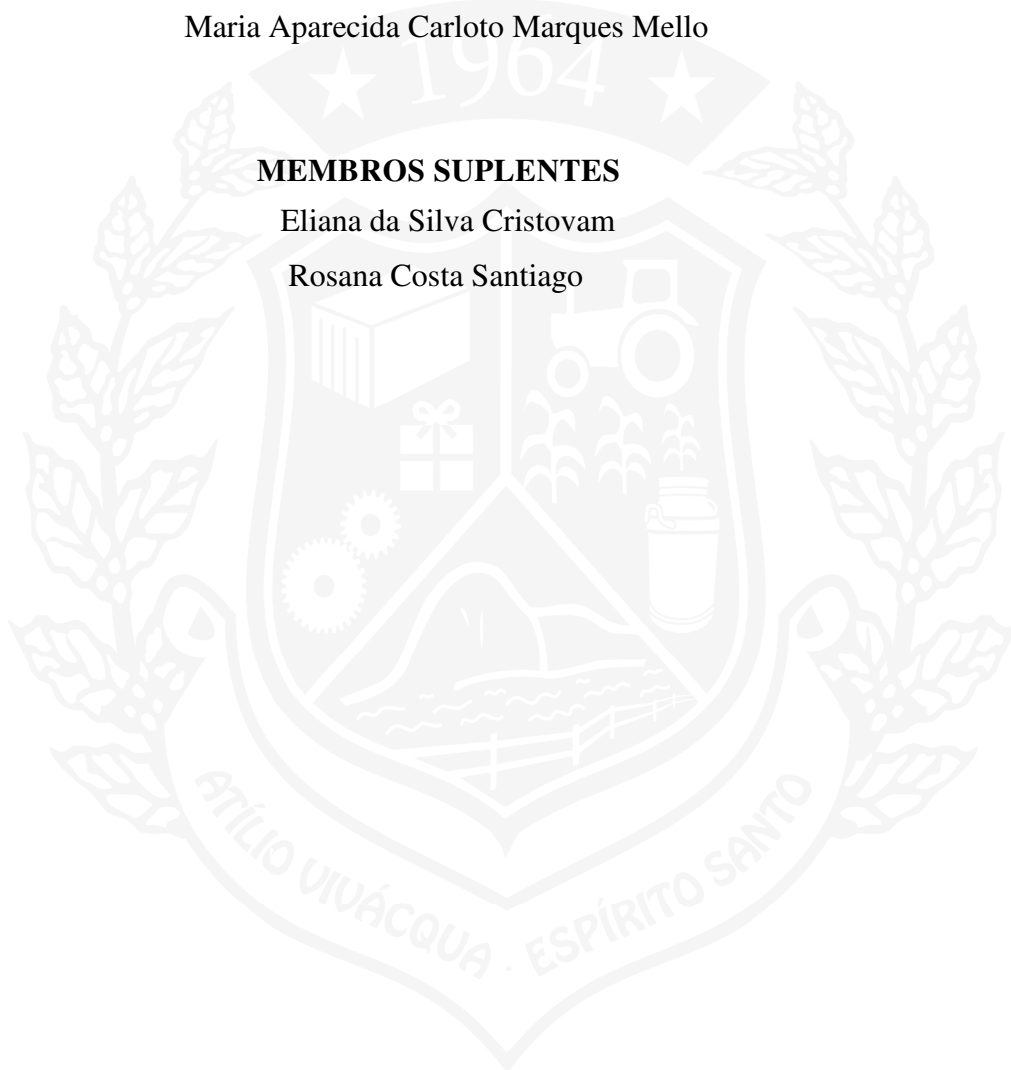 Maria Aparecida Carloto Marques Mello
1964
MEMBROS SUPLENTES
Eliana da Silva Cristovam
Rosana Costa Santiago
ATÍLIO VIVÁCQUA . ESPÍRITO SANTO